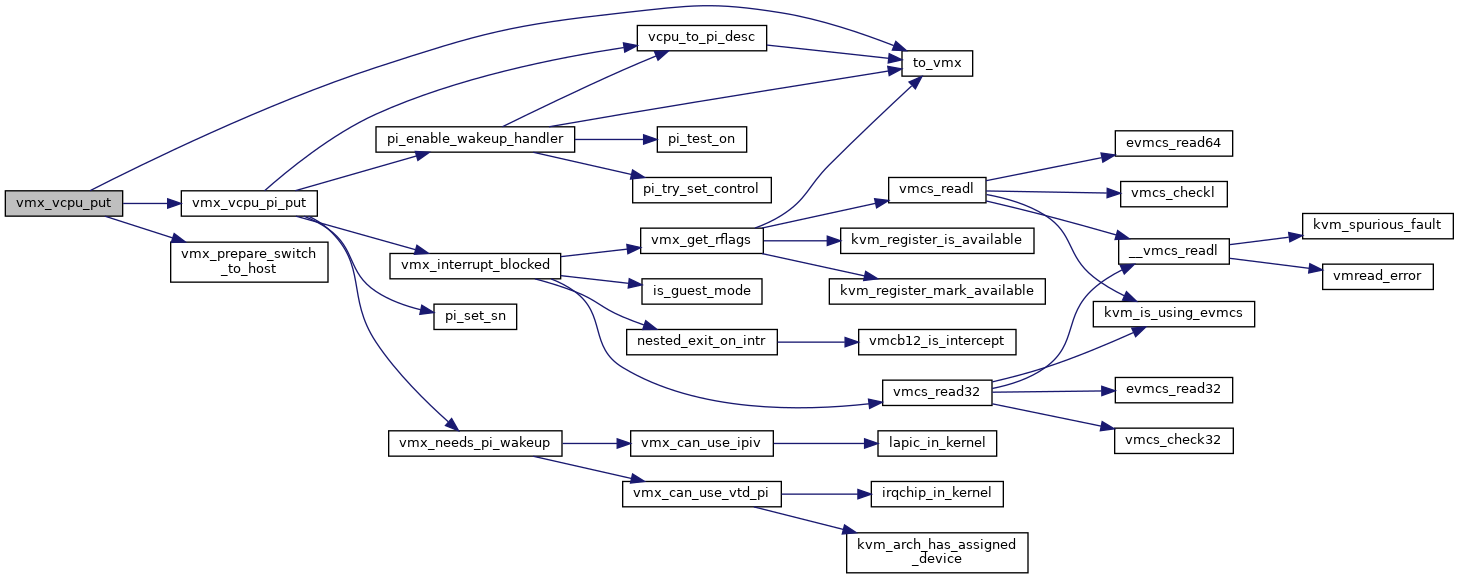 vcpu_to_pi_desc
to_vmx
pi_enable_wakeup_handler
pi_test_on
evmcs_read64
pi_try_set_control
vmcs_readl
vmcs_checkl
vmx_vcpu_put
vmx_vcpu_pi_put
kvm_spurious_fault
vmx_get_rflags
kvm_register_is_available
__vmcs_readl
vmx_prepare_switch
_to_host
vmx_interrupt_blocked
vmread_error
is_guest_mode
kvm_register_mark_available
kvm_is_using_evmcs
pi_set_sn
nested_exit_on_intr
vmcb12_is_intercept
vmcs_read32
evmcs_read32
vmcs_check32
vmx_needs_pi_wakeup
vmx_can_use_ipiv
lapic_in_kernel
vmx_can_use_vtd_pi
irqchip_in_kernel
kvm_arch_has_assigned
_device